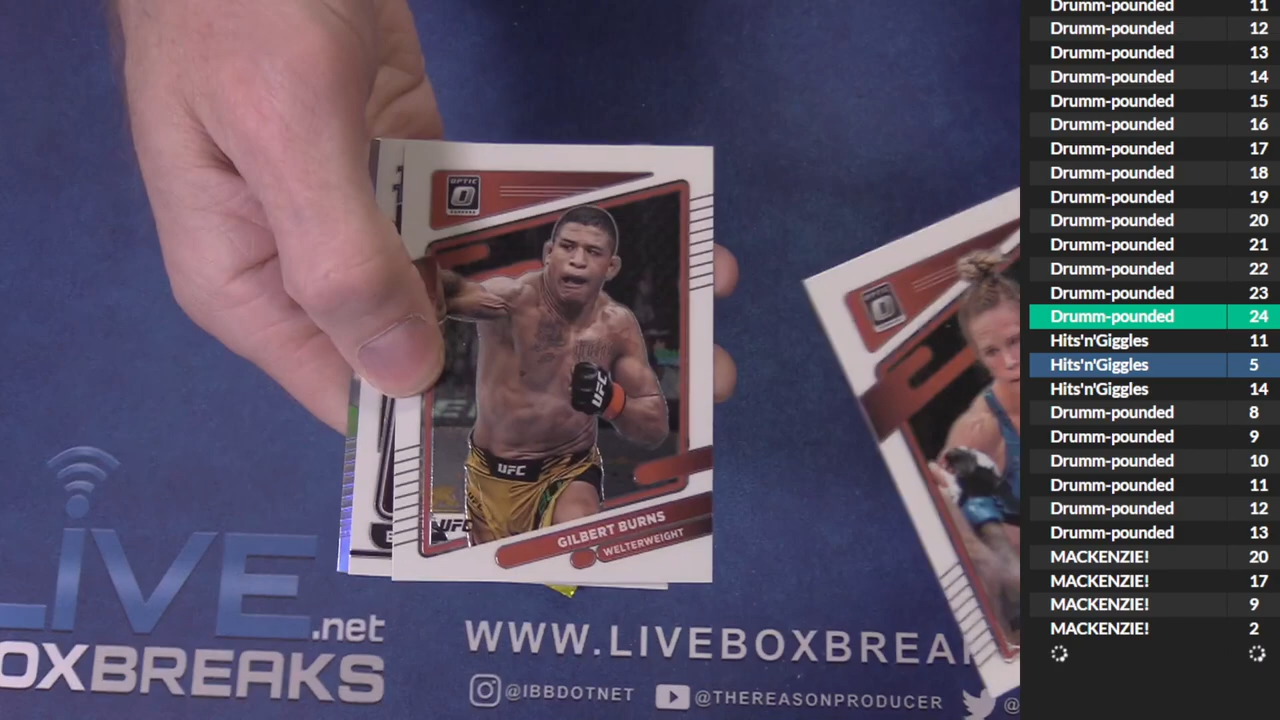 OPTIC
UFC
UFC
UFC
GILBERT BURNS
WELTERWEIGHT
OPTIC
LiVE
.net
OXBREAKS
WWW.LIVEBOXBREA
@IBBDOTNET
@THEREASONPRODUCER
@
Drumm-pounded 11
Drumm-pounded 12
Drumm-pounded 13
Drumm-pounded 14
Drumm-pounded 15
Drumm-pounded 16
Drumm-pounded 17
Drumm-pounded 18
Drumm-pounded 19
Drumm-pounded 20
Drumm-pounded 21
Drumm-pounded 22
Drumm-pounded 23
Drumm-pounded 24
Hits'n'Giggles 11
Hits'n'Giggles 5
Hits'n'Giggles 14
Drumm-pounded 8
Drumm-pounded 9
Drumm-pounded 10
Drumm-pounded 11
Drumm-pounded 12
Drumm-pounded 13
MACKENZIE! 20
MACKENZIE! 17
MACKENZIE! 9
MACKENZIE! 2